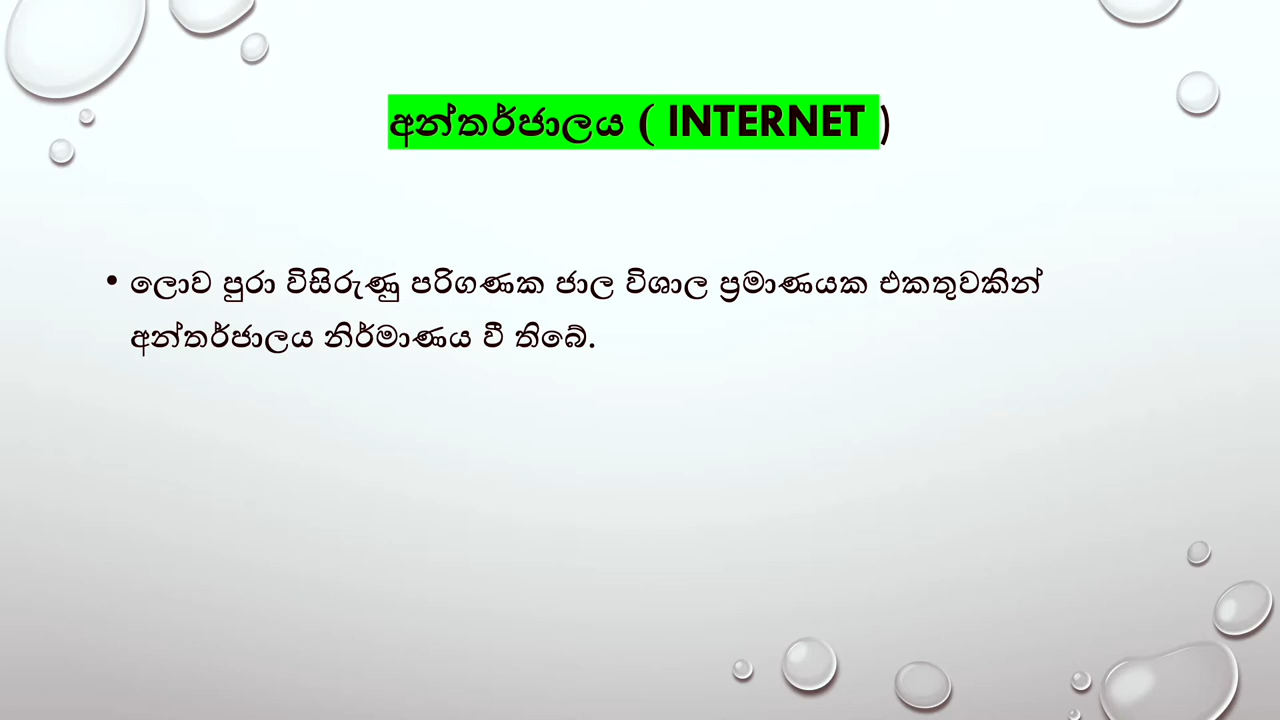 අන්තර්ජාලය ( INTERNET )
• ලොව පුරා විසිරුණු පරිගණක ජාල විශාල ප්‍රමාණයක එකතුවකින්
අන්තර්ජාලය නිර්මාණය වී තිබේ.